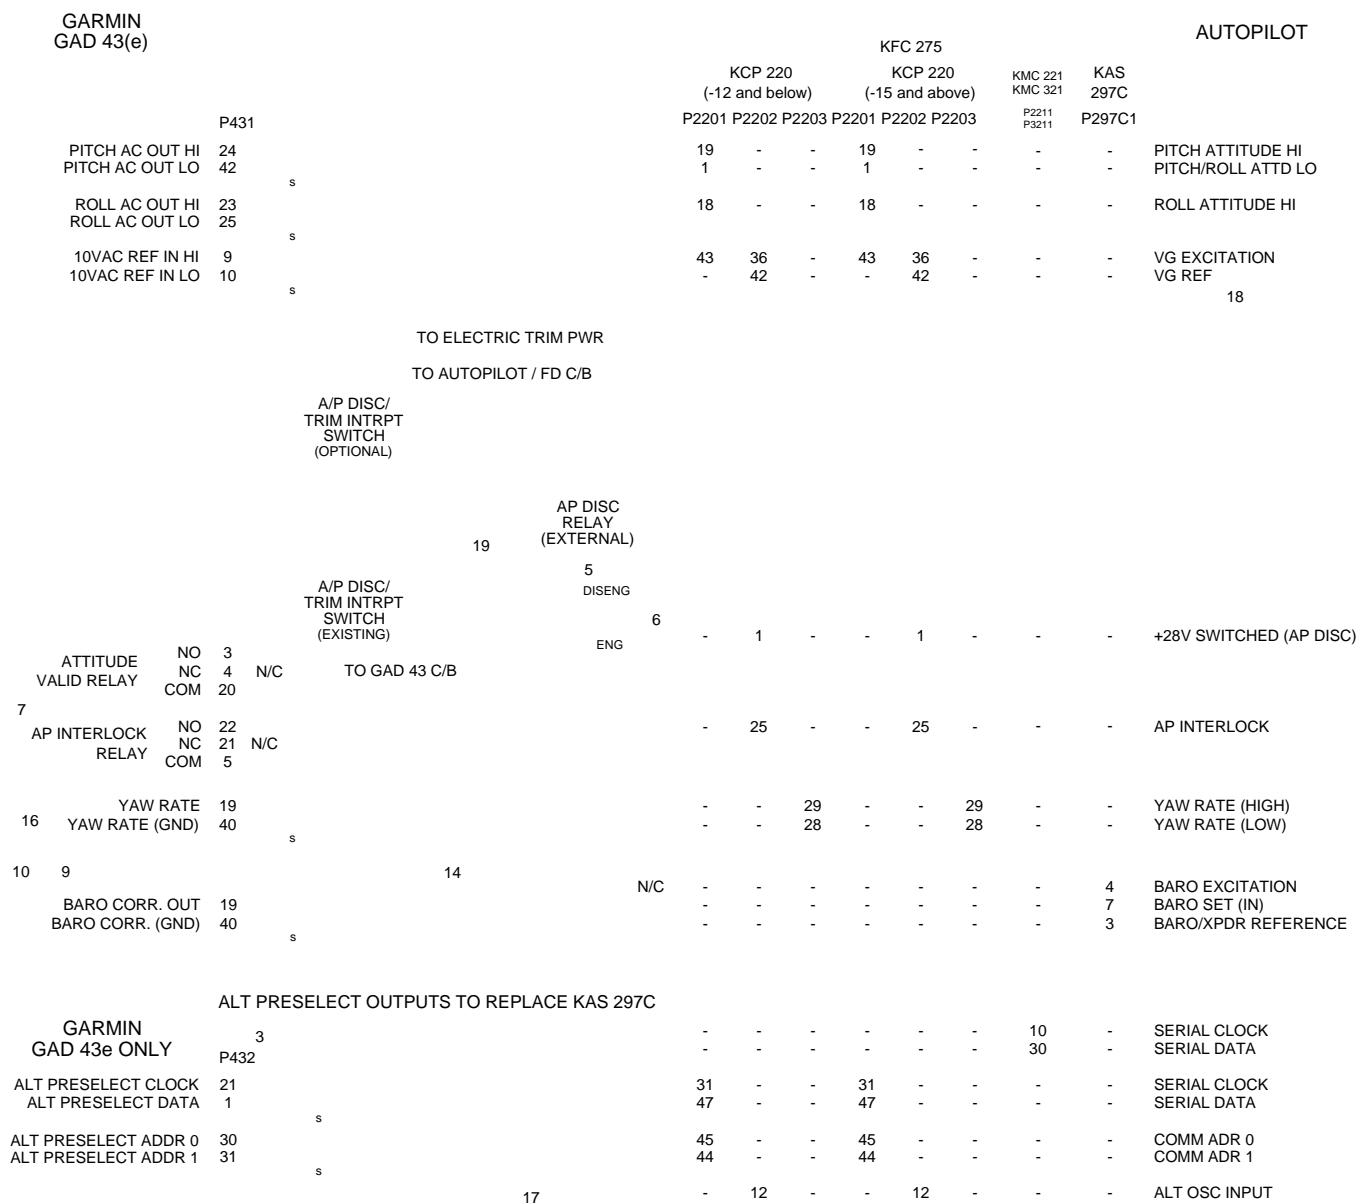 GARMIN
GAD 43(e)
AUTOPILOT
KFC 275
KCP 220 KCP 220 KMC 221 KAS
(-12 and below) (-15 and above) KMC 321 297C
P431 P2201 P2202 P2203 P2201 P2202 P2203 P2211 P3211 P297C1
PITCH AC OUT HI 24 19 - - 19 - - - - PITCH ATTITUDE HI
PITCH AC OUT LO 42 1 - - 1 - - - - PITCH/ROLL ATTD LO
s
ROLL AC OUT HI 23 18 - - 18 - - - - ROLL ATTITUDE HI
ROLL AC OUT LO 25
s
10VAC REF IN HI 9 43 36 - 43 36 - - - VG EXCITATION
10VAC REF IN LO 10 - 42 - - 42 - - - VG REF
s 18
TO ELECTRIC TRIM PWR
TO AUTOPILOT / FD C/B
A/P DISC/
TRIM INTRPT
SWITCH
(OPTIONAL)
AP DISC
RELAY
(EXTERNAL)
19
5
A/P DISC/ DISENG
TRIM INTRPT
SWITCH 6
(EXISTING) ENG - 1 - - 1 - - - +28V SWITCHED (AP DISC)
ATTITUDE
VALID RELAY
NO 3
NC 4 N/C TO GAD 43 C/B
COM 20
7
AP INTERLOCK
RELAY
NO 22 - 25 - - 25 - - - AP INTERLOCK
NC 21 N/C
COM 5
YAW RATE 19 - - 29 - - 29 - - YAW RATE (HIGH)
16 YAW RATE (GND) 40 - - 28 - - 28 - - YAW RATE (LOW)
s
10 9 14
N/C - - - - - - - 4 BARO EXCITATION
BARO CORR. OUT 19 - - - - - - - 7 BARO SET (IN)
BARO CORR. (GND) 40 - - - - - - - 3 BARO/XPDR REFERENCE
s
ALT PRESELECT OUTPUTS TO REPLACE KAS 297C
GARMIN
GAD 43e ONLY
3 - - - - - - 10 - SERIAL CLOCK
P432 - - - - - - 30 - SERIAL DATA
ALT PRESELECT CLOCK 21 31 - - 31 - - - - SERIAL CLOCK
ALT PRESELECT DATA 1 47 - - 47 - - - - SERIAL DATA
s
ALT PRESELECT ADDR 0 30 45 - - 45 - - - - COMM ADR 0
ALT PRESELECT ADDR 1 31 44 - - 44 - - - - COMM ADR 1
s
17 - 12 - - 12 - - - ALT OSC INPUT